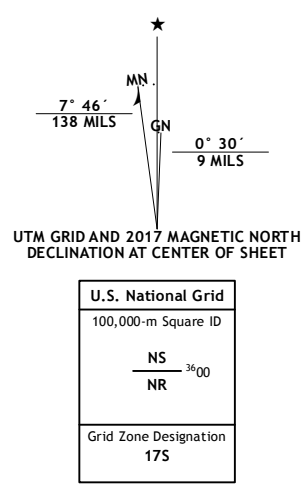 ★
MN
7° 46´
138 MILS
GN
0° 30´
9 MILS
UTM GRID AND 2017 MAGNETIC NORTH
DECLINATION AT CENTER OF SHEET
U.S. National Grid
100,000-m Square ID
NS
3600
NR
Grid Zone Designation
17S